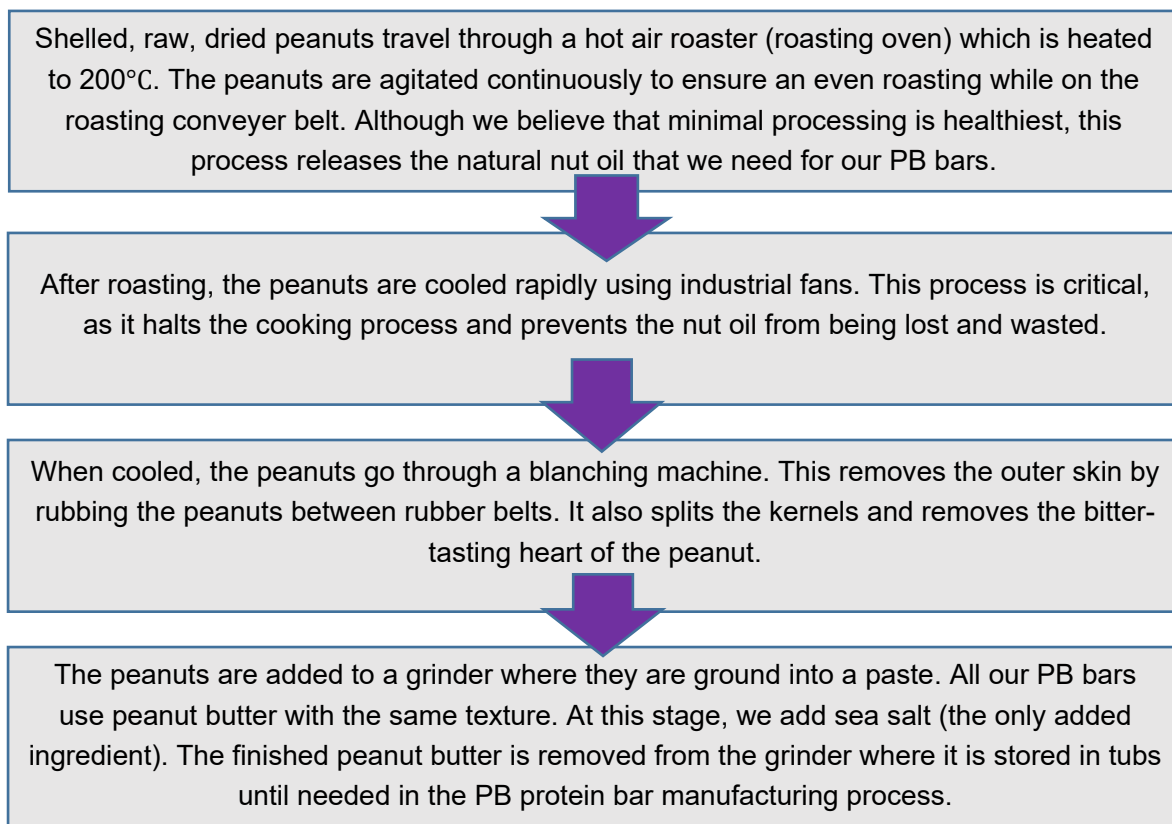 Shelled, raw, dried peanuts travel through a hot air roaster (roasting oven) which is heated
to 200°C. The peanuts are agitated continuously to ensure an even roasting while on the
roasting conveyer belt. Although we believe that minimal processing is healthiest, this
process releases the natural nut oil that we need for our PB bars.
After roasting, the peanuts are cooled rapidly using industrial fans. This process is critical,
as it halts the cooking process and prevents the nut oil from being lost and wasted.
When cooled, the peanuts go through a blanching machine. This removes the outer skin by
rubbing the peanuts between rubber belts. It also splits the kernels and removes the bitter-
tasting heart of the peanut.
The peanuts are added to a grinder where they are ground into a paste. All our PB bars
use peanut butter with the same texture. At this stage, we add sea salt (the only added
ingredient). The finished peanut butter is removed from the grinder where it is stored in tubs
until needed in the PB protein bar manufacturing process.